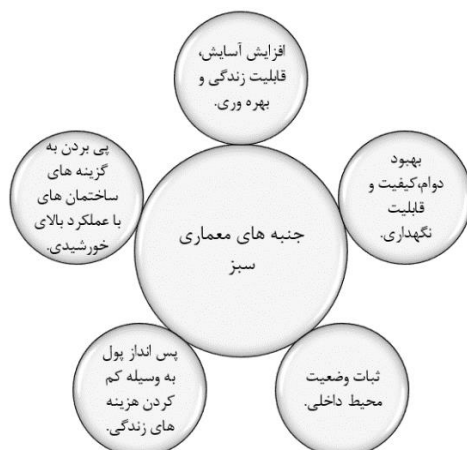 افزایش آسایش،
قابلیت زندگی و
بهره وری.
پی بردن به
گزینه های
ساختمان های
با عملکرد بالای
خورشیدی.
بهبود
دوام،کیفیت و
قابلیت
نگهداری.
جنبه های معماری
سبز
پس انداز پول
به وسیله کم
کردن هزینه
های زندگی.
ثبات وضعیت
محیط داخلی.